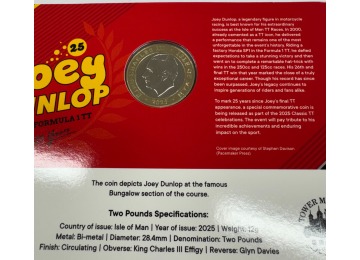 25
Joey
DUNLOP
FORMULA 1 TT
Joey Dunlop, a legendary figure in motorcycle
racing, is best known for his extraordinary
success at the Isle of Man TT Races. In 2000,
already cemented as a TT icon, he delivered
a performance that remains one of the most
unforgettable in the event's history. Riding a
factory Honda SP1 in the Formula 1 TT, he defied
expectations to take a stunning victory and then
went on to complete a remarkable hat-trick with
wins in the 250cc and 125cc races. His 26th and
final TT win that year marked the close of a truly
exceptional career. Though his record has since
been surpassed, Joey's legacy continues to
inspire generations of riders and fans alike.
To mark 25 years since Joey's final TT
appearance, a special commemorative coin is
being released as part of the 2025 Classic TT
celebrations. The event will pay tribute to his
incredible achievements and enduring
impact on the sport.
Cover image courtesy of Stephen Davison
(Pacemaker Press)
The coin depicts Joey Dunlop at the famous
Bungalow section of the course.
Two Pounds Specifications:
Country of issue: Isle of Man | Year of issue: 2025 | Weight: 12g
Metal: Bi-metal | Diameter: 28.4mm | Denomination: Two Pounds
Finish: Circulating | Obverse: King Charles III Effigy | Reverse: Glyn Davies
TOWER M